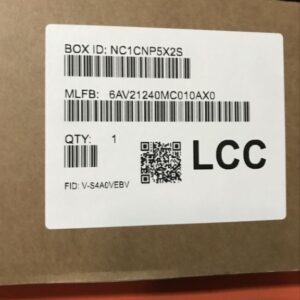 BOX ID: NC1CNP5X2S
MLFB: 6AV21240MC010AX0
QTY: 1
LCC
FID: V-S4A0VEBV